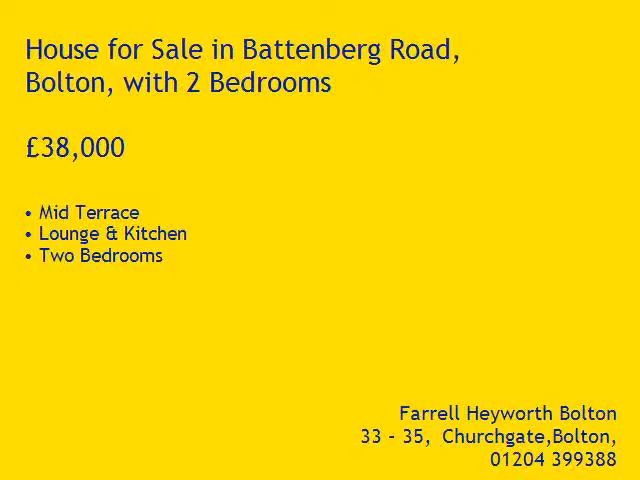 House for Sale in Battenberg Road,
Bolton, with 2 Bedrooms
£38,000
• Mid Terrace
• Lounge & Kitchen
• Two Bedrooms
Farrell Heyworth Bolton
33 - 35, Churchgate,Bolton,
01204 399388